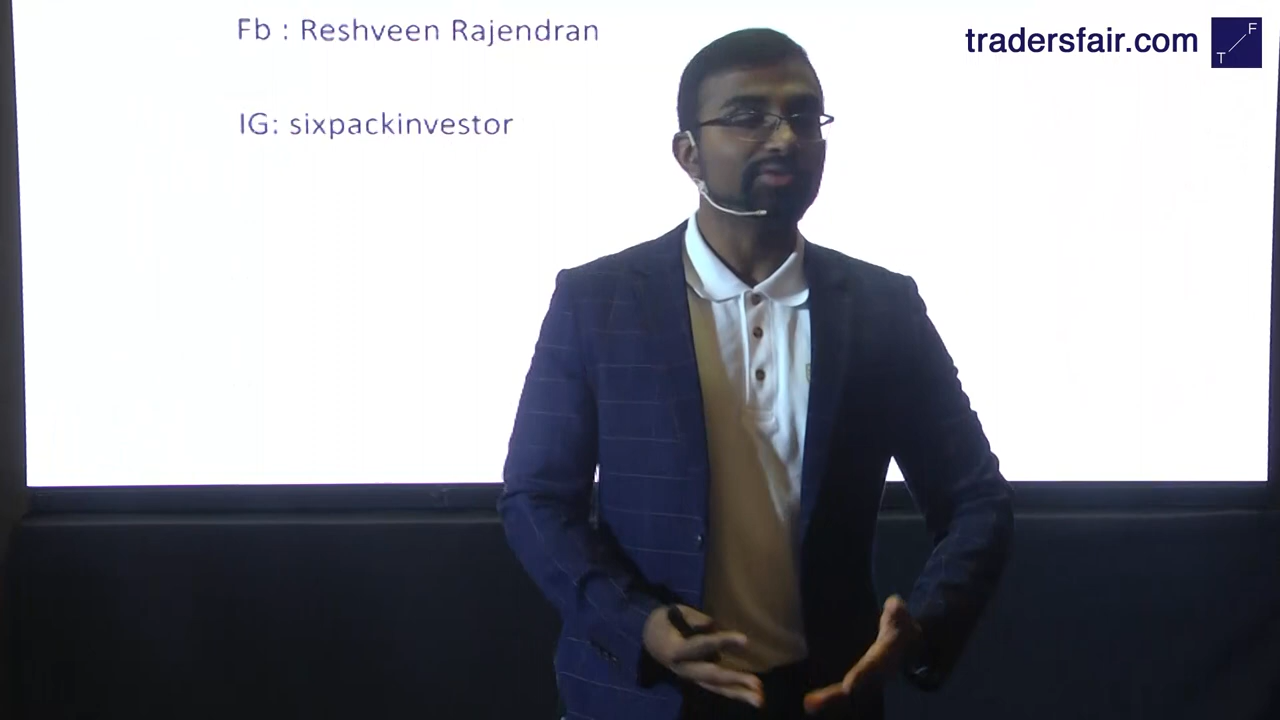 Fb : Reshveen Rajendran
tradersfair.com
F
T
IG: sixpackinvestor